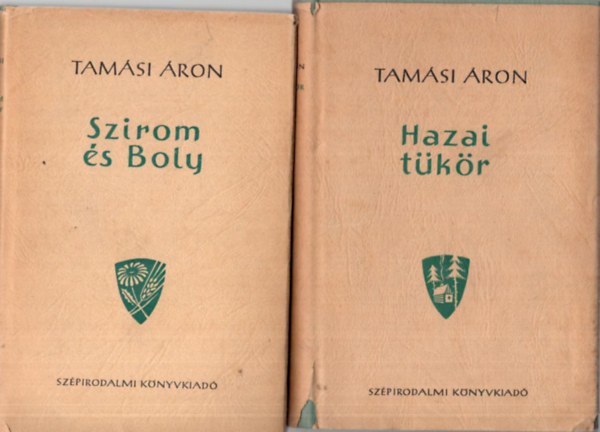 TAMÁSI ÁRON
Szirom
és Boly
SZÉPIRODALMI KÖNYVKIADÓ
TAMÁSI ÁRON
Hazai
tükör
SZÉPIRODALMI KÖNYVKIADÓ